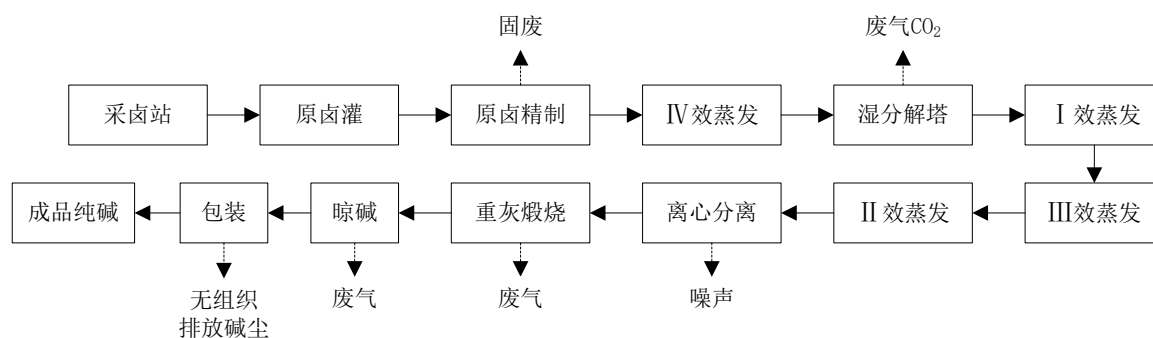 固废
废气CO₂
采卤站
原卤灌
原卤精制
Ⅳ效蒸发
湿分解塔
Ⅰ效蒸发
成品纯碱
包装
晾碱
重灰煅烧
离心分离
Ⅱ效蒸发
Ⅲ效蒸发
无组织
排放碱尘
废气
废气
噪声